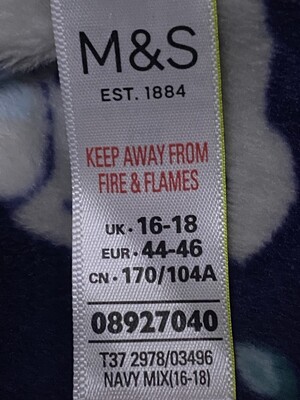 M&S
EST. 1884
KEEP AWAY FROM
FIRE & FLAMES
UK · 16-18
EUR · 44-46
CN · 170/104A
08927040
T37 2978/03496
NAVY MIX(16-18)